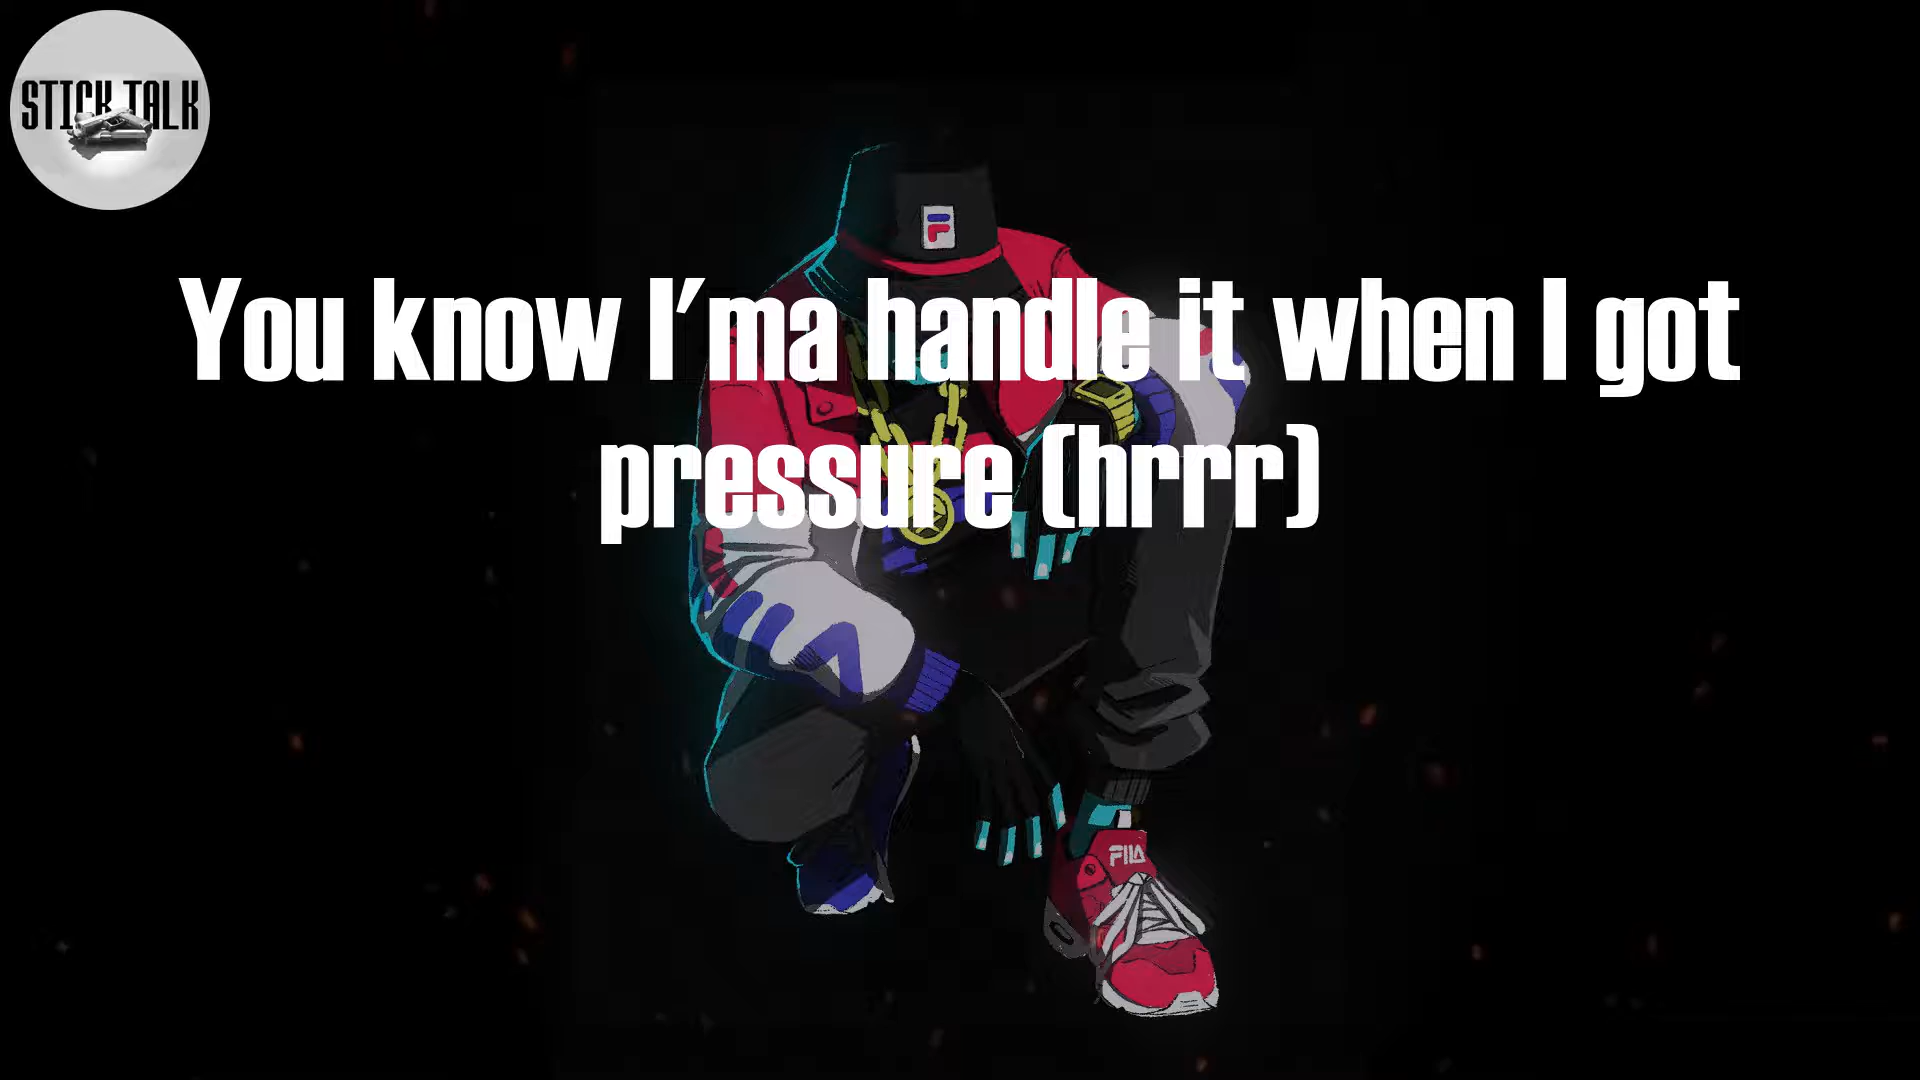 STICK TALK
You know I'ma handle it when I got
pressure (hrrr)
F
FILA